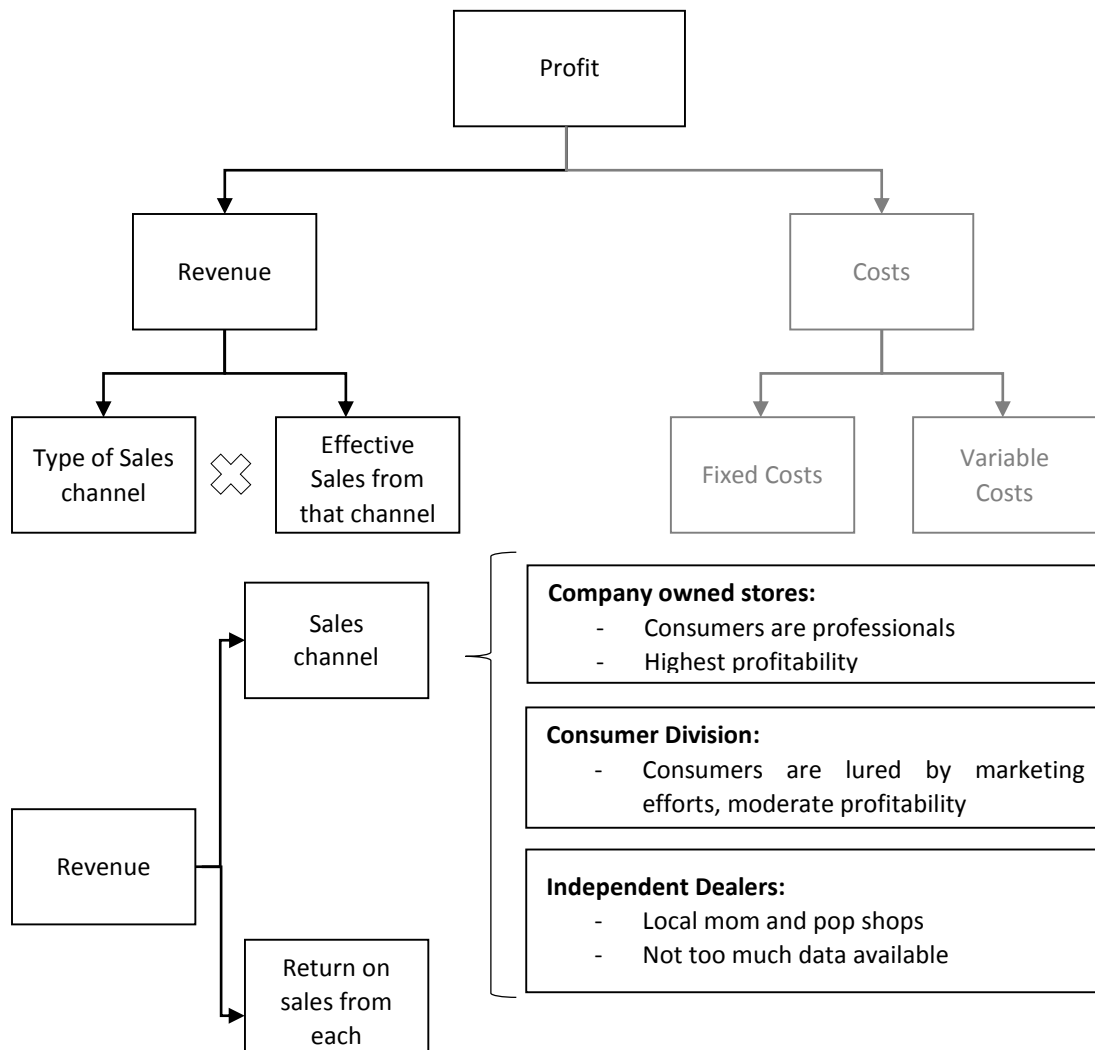 Profit
Revenue
Costs
Type of Sales
channel
Effective
Sales from
that channel
Fixed Costs
Variable
Costs
Sales
channel
Company owned stores:
- Consumers are professionals
- Highest profitability
Consumer Division:
- Consumers are lured by marketing
efforts, moderate profitability
Revenue
Independent Dealers:
- Local mom and pop shops
- Not too much data available
Return on
sales from
each